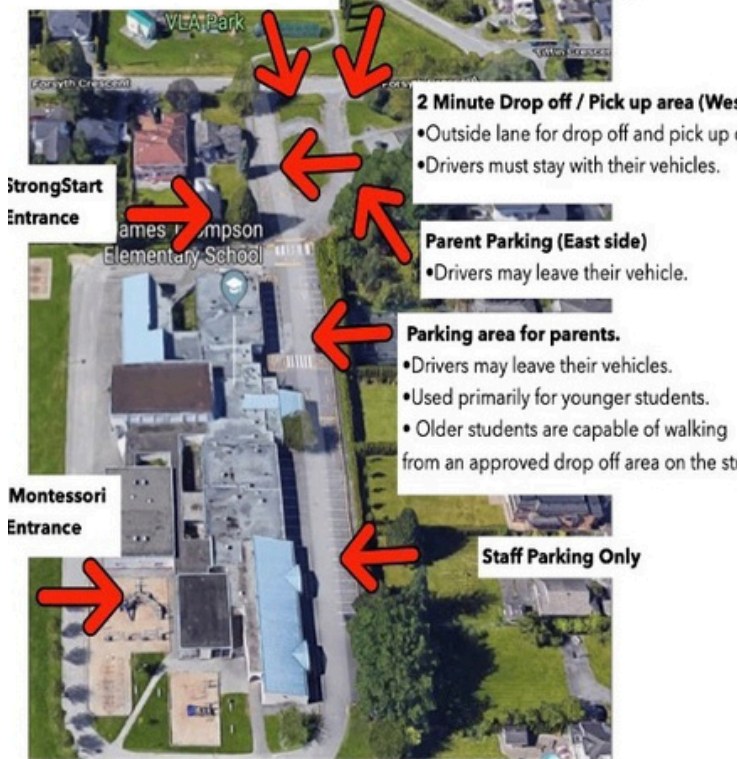 VLA Park
Tiffin Crescent
Forsyth Crescent
Forsyth Crescent
2 Minute Drop off / Pick up area (Wes
•Outside lane for drop off and pick up o
•Drivers must stay with their vehicles.
StrongStart
Entrance
James Thompson
Elementary School
Parent Parking (East side)
•Drivers may leave their vehicle.
Parking area for parents.
•Drivers may leave their vehicles.
•Used primarily for younger students.
• Older students are capable of walking
from an approved drop off area on the str
Montessori
Entrance
Staff Parking Only